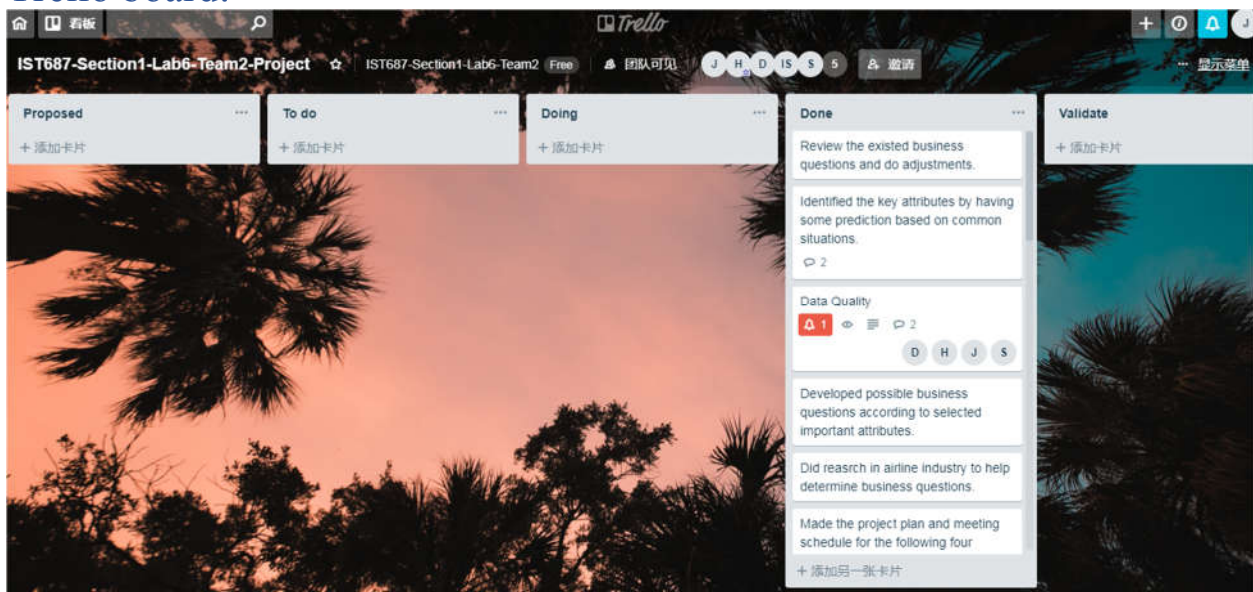 看板
Trello
J
IST687-Section1-Lab6-Team2-Project
IST687-Section1-Lab6-Team2 Free
团队可见
J H D IS S 5
邀请
··· 显示菜单
Proposed ···
+ 添加卡片
To do ···
+ 添加卡片
Doing ···
+ 添加卡片
Done ···
Review the existed business
questions and do adjustments.
Identified the key attributes by having
some prediction based on common
situations.
2
Data Quality
1 2
D H J S
Developed possible business
questions according to selected
important attributes.
Did reasrch in airline industry to help
determine business questions.
Made the project plan and meeting
schedule for the following four
+ 添加另一张卡片
Validate
+ 添加卡片